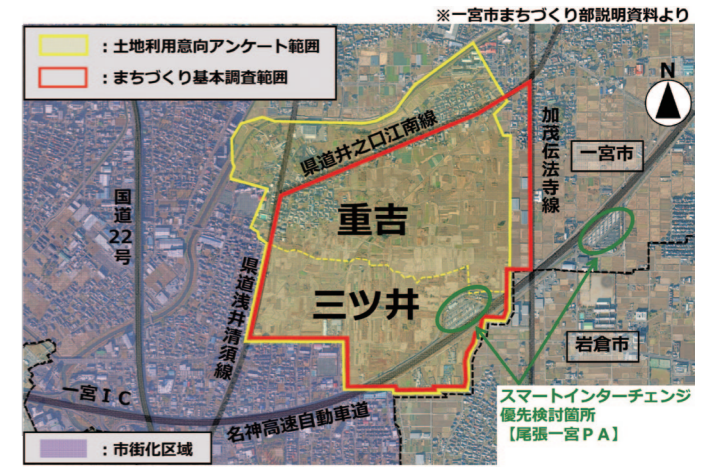 ※一宮市まちづくり部説明資料より
：土地利用意向アンケート範囲
：まちづくり基本調査範囲
N
県道井之口江南線
加茂伝法寺線
一宮市
国道22号
重吉
三ツ井
県道浅井清須線
岩倉市
一宮IC
名神高速自動車道
スマートインターチェンジ
優先検討箇所
【尾張一宮PA】
：市街化区域